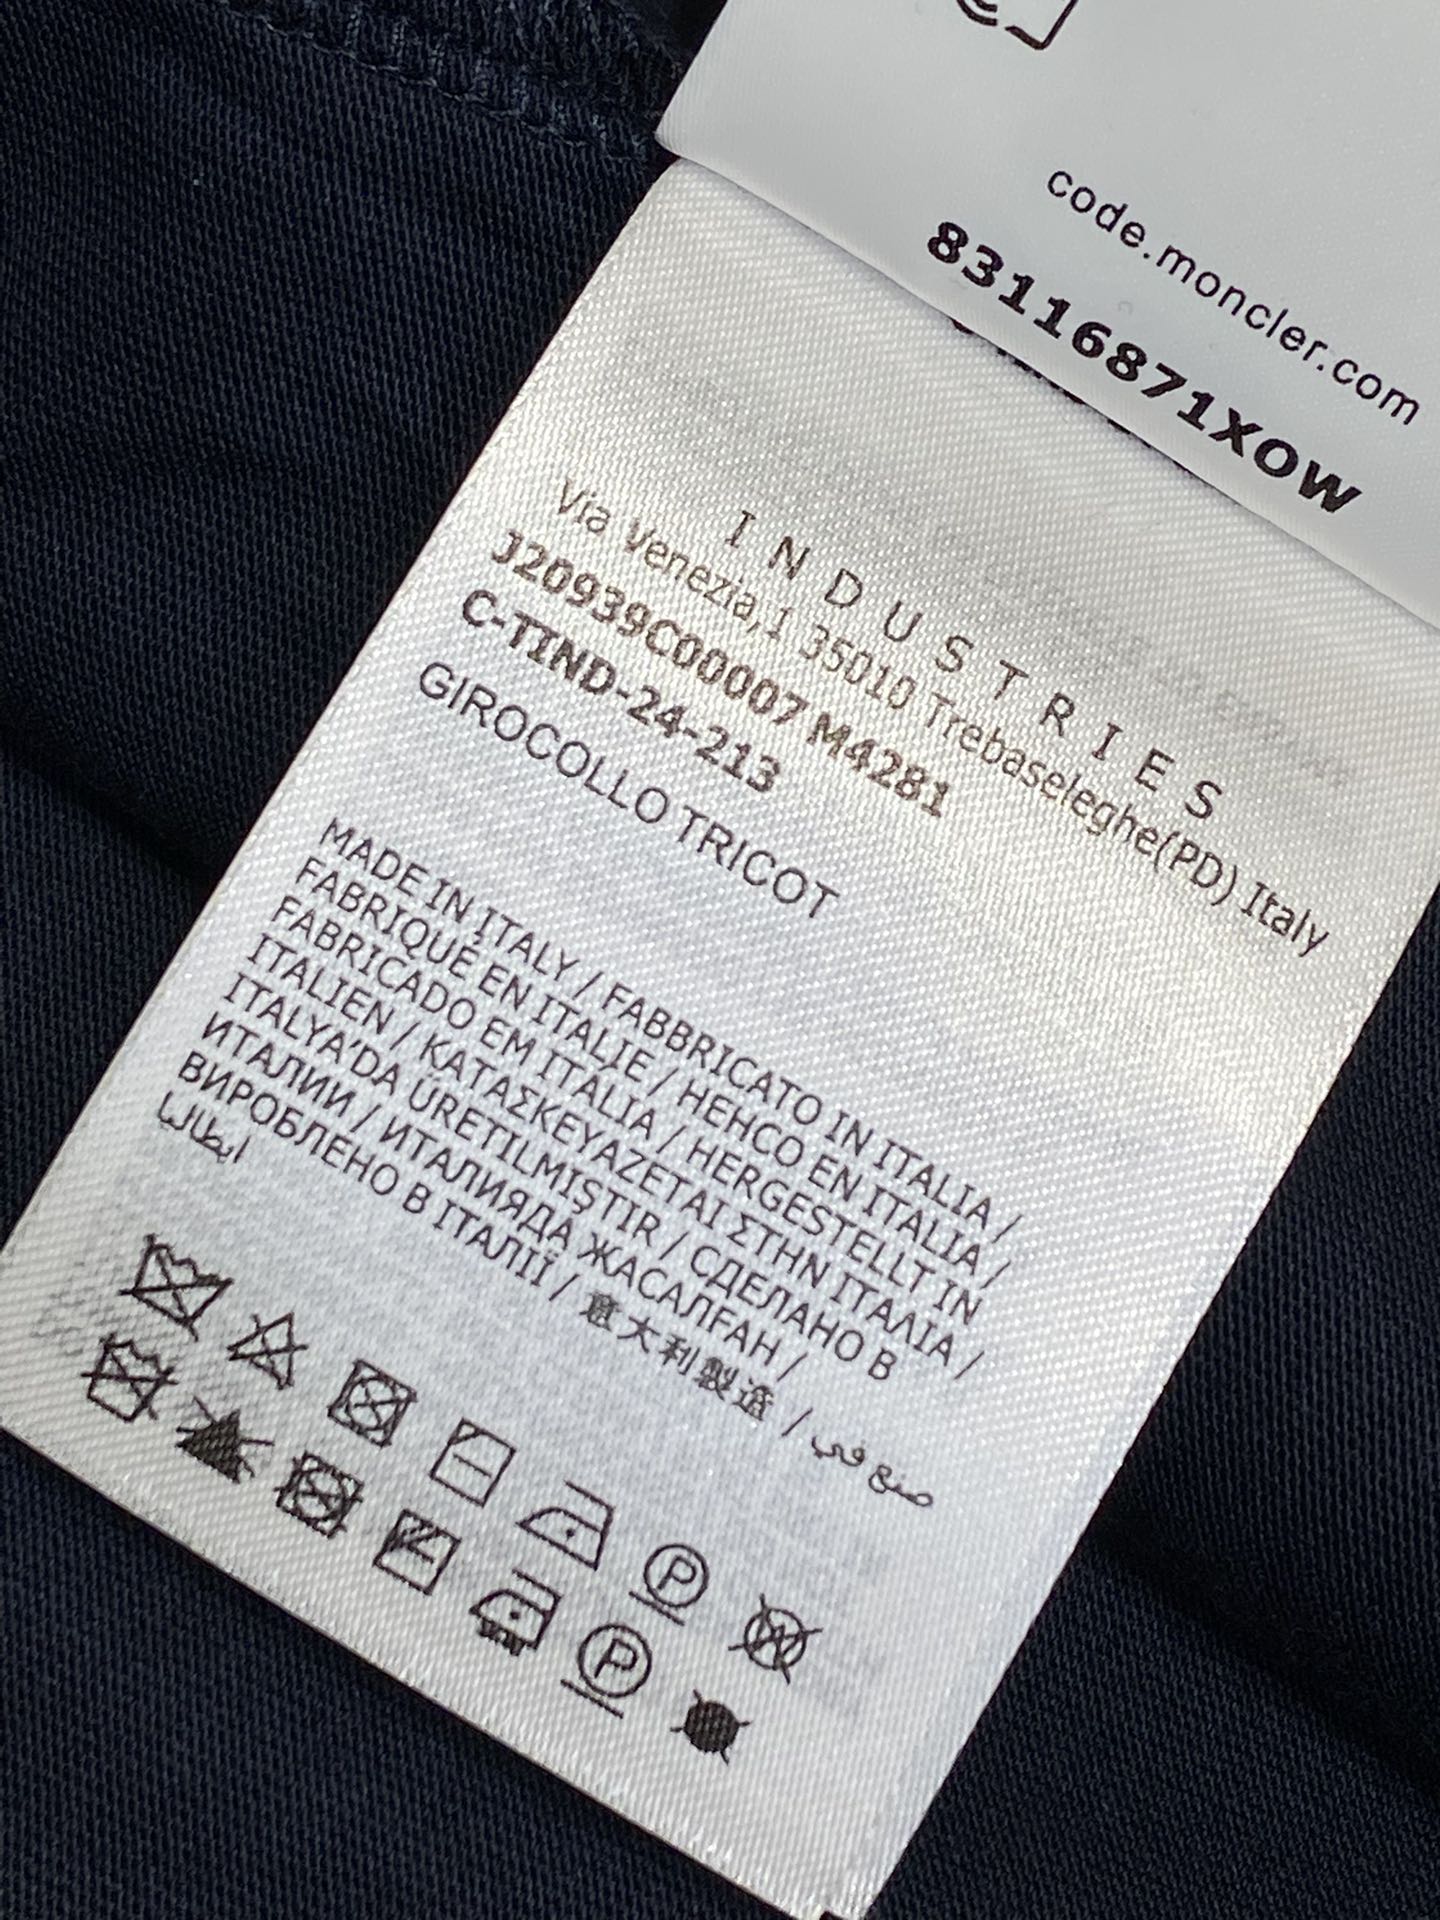 code.moncler.com
83116871XOW
INDUSTRIES
Via Venezia,1 35010 Trebaseleghe(PD) Italy
J20939C00007 M4281
C-TIND-24-213
GIROCOLLO TRICOT
MADE IN ITALY / FABBRICATO IN ITALIA /
FABRIQUÉ EN ITALIE / HEHCO EN ITALIA /
FABRICADO EM ITÁLIA / HERGESTELLT IN
ITALIEN / ΚΑΤΑΣΚΕΥΑΖΕΤΑΙ ΣΤΗΝ ΙΤΑΛΙΑ /
ITALYA'DA ÜRETILMIŞTIR / СДЕЛАНО В
ИТАЛИИ / ИТАЛИЯДА ЖАСАЛҒАН /
ВИРОБЛЕНО В ІТАЛІЇ / 意大利製造 / صنع في
ايطاليا
P
W
P